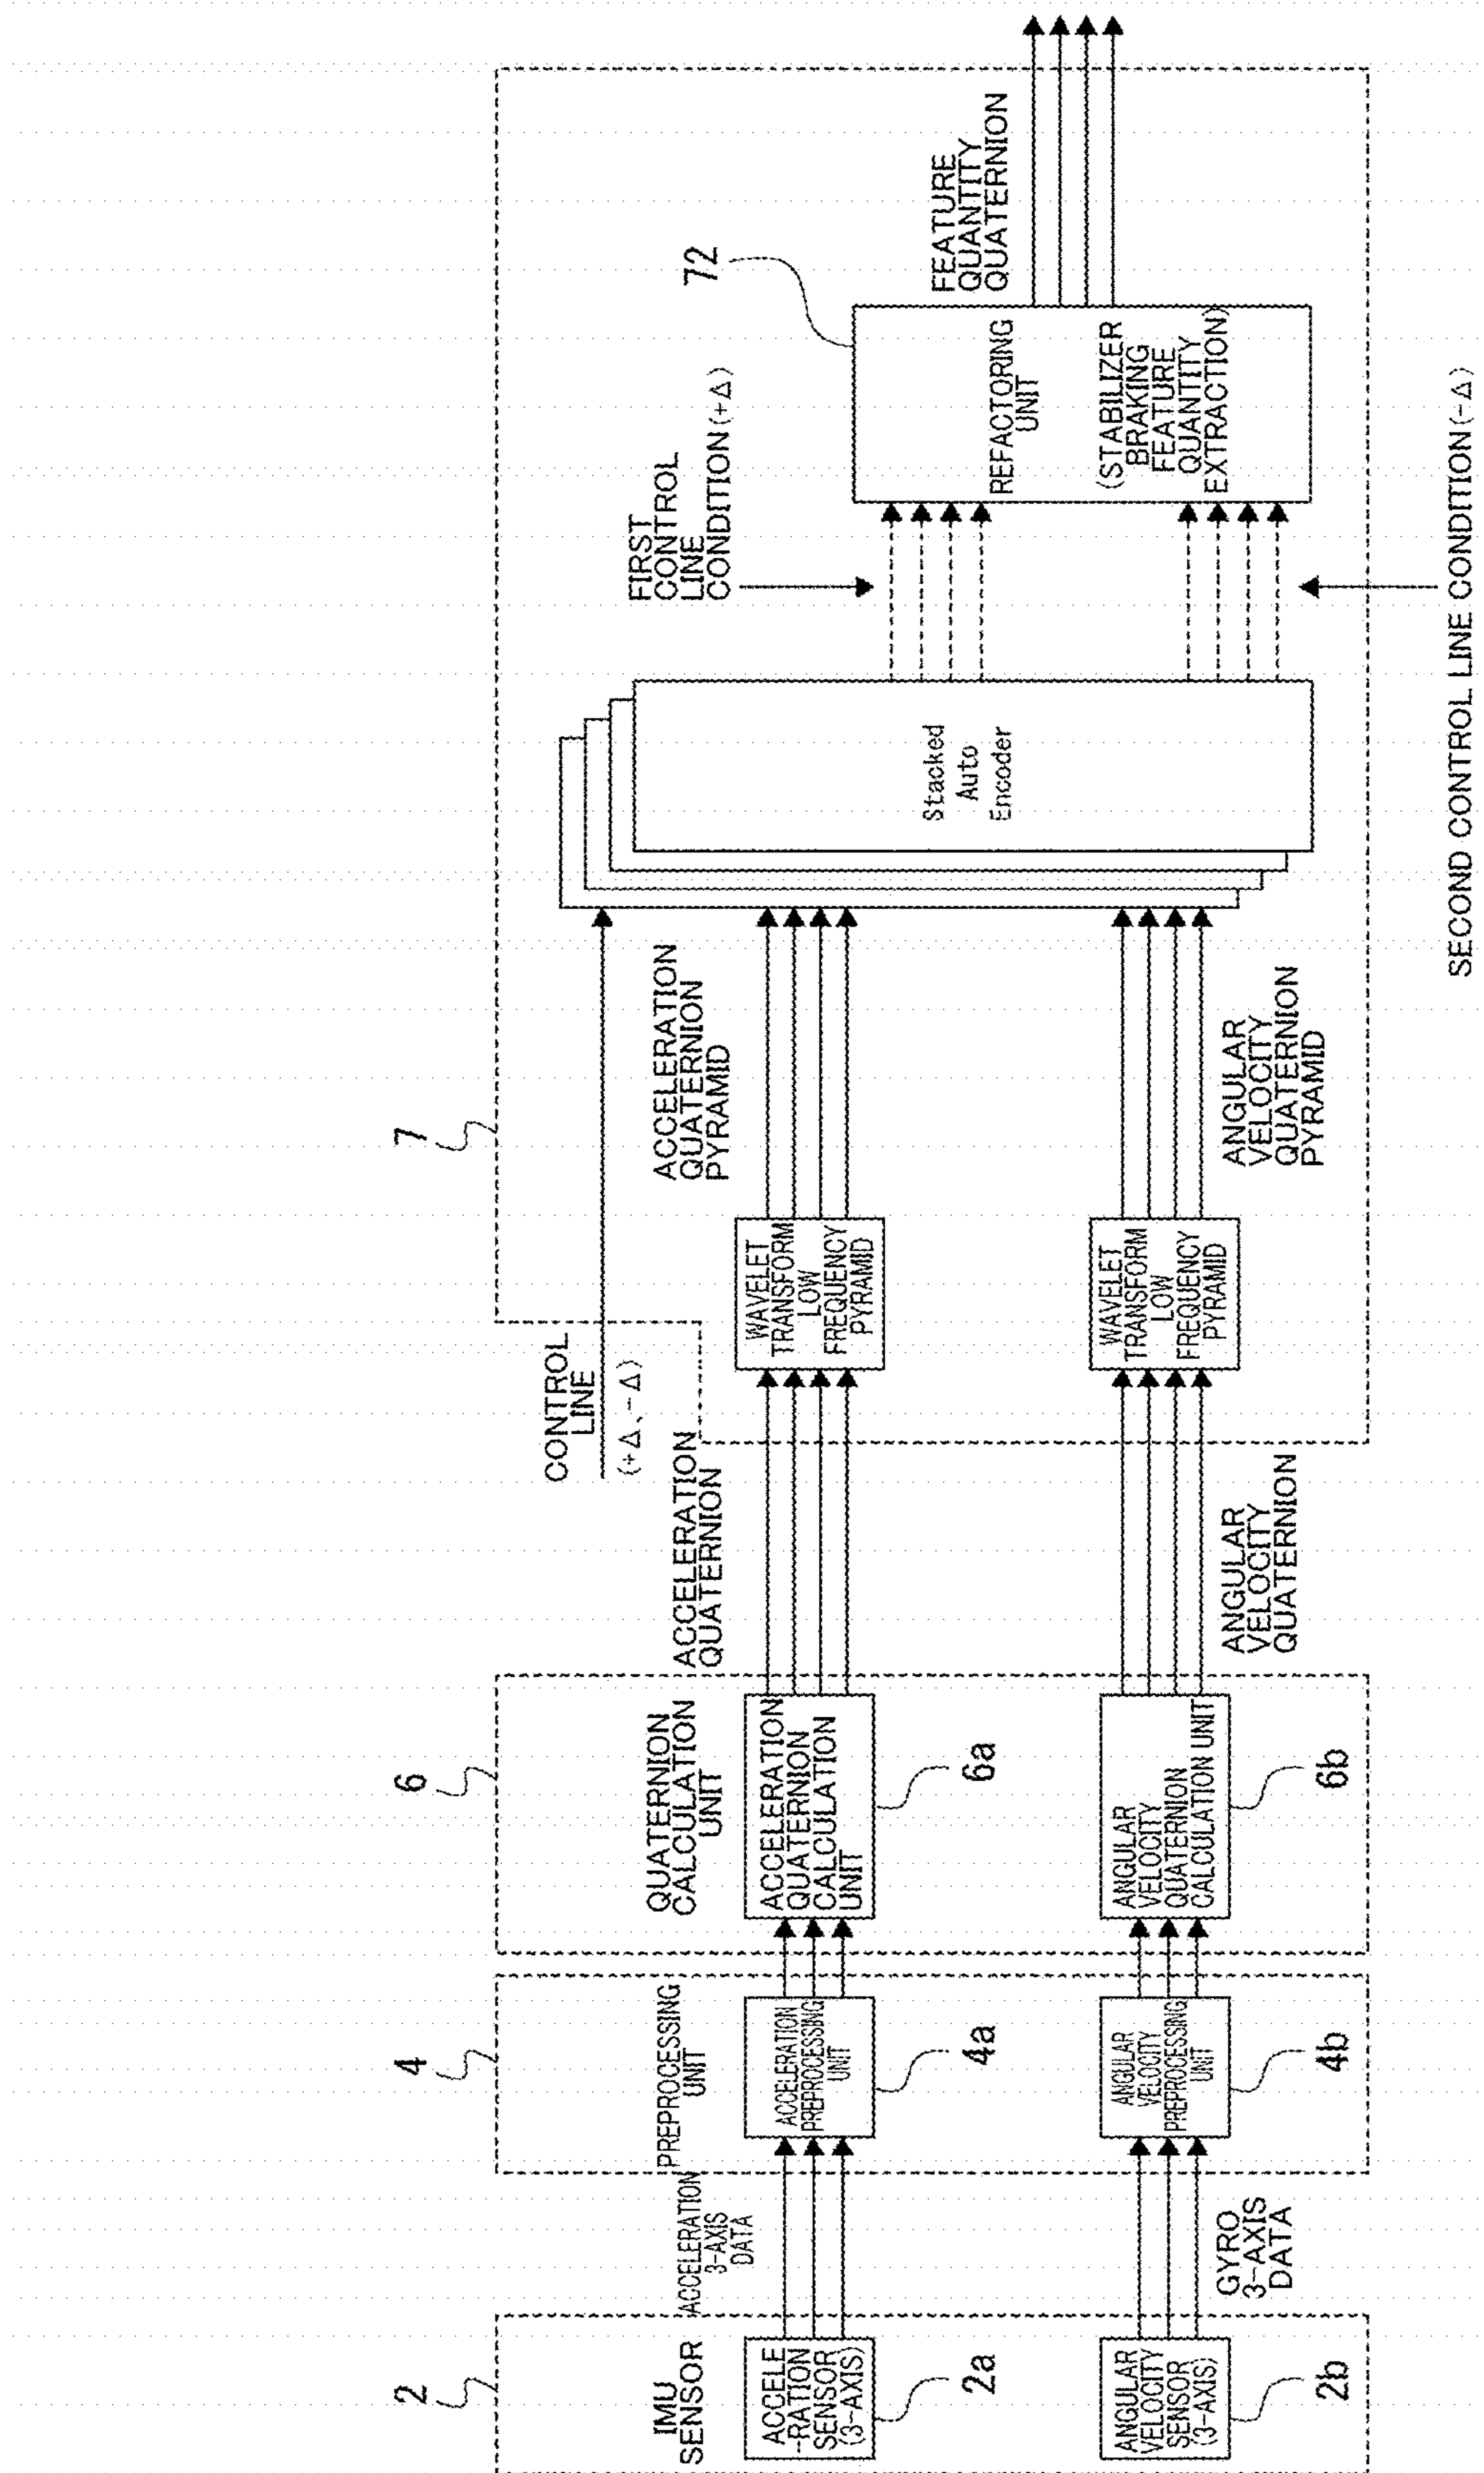 2
IMU
SENSOR
ACCELE
-RATION
SENSOR
(3-AXIS)
2a
ANGULAR
VELOCITY
SENSOR
(3-AXIS)
2b
ACCELERATION
3-AXIS
DATA
GYRO
3-AXIS
DATA
4
PREPROCESSING
UNIT
ACCELERATION
PREPROCESSING
UNIT
4a
ANGULAR
VELOCITY
PREPROCESSING
UNIT
4b
6
QUATERNION
CALCULATION
UNIT
ACCELERATION
QUATERNION
CALCULATION
UNIT
6a
ANGULAR
VELOCITY
QUATERNION
CALCULATION UNIT
6b
ACCELERATION
QUATERNION
ANGULAR
VELOCITY
QUATERNION
CONTROL
LINE
(+Δ,-Δ)
7
WAVELET
TRANSFORM
LOW
FREQUENCY
PYRAMID
WAVELET
TRANSFORM
LOW
FREQUENCY
PYRAMID
ACCELERATION
QUATERNION
PYRAMID
ANGULAR
VELOCITY
QUATERNION
PYRAMID
Stacked
Auto
Encoder
FIRST
CONTROL
LINE
CONDITION(+Δ)
SECOND CONTROL LINE CONDITION(-Δ)
72
REFACTORING
UNIT
(STABILIZER
BRAKING
FEATURE
QUANTITY
EXTRACTION)
FEATURE
QUANTITY
QUATERNION